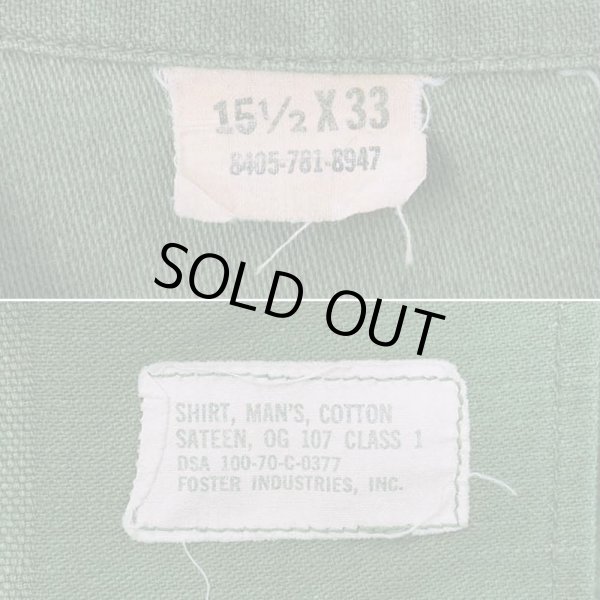 15½ X 33
8405-781-8947
SOLD OUT
SHIRT, MAN'S, COTTON
SATEEN, OG 107 CLASS 1
DSA 100-70-C-0377
FOSTER INDUSTRIES, INC.